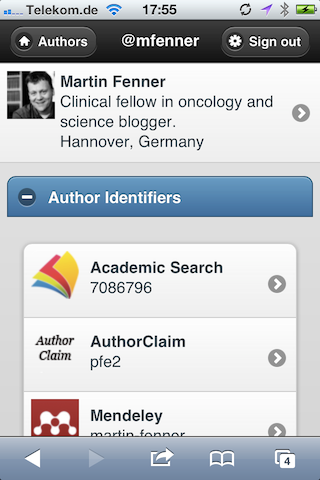 Telekom.de 17:55
Authors @mfenner Sign out
Martin Fenner
Clinical fellow in oncology and
science blogger.
Hannover, Germany
Author Identifiers
Academic Search
7086796
Author
Claim
AuthorClaim
pfe2
Mendeley
martin-fenner
4